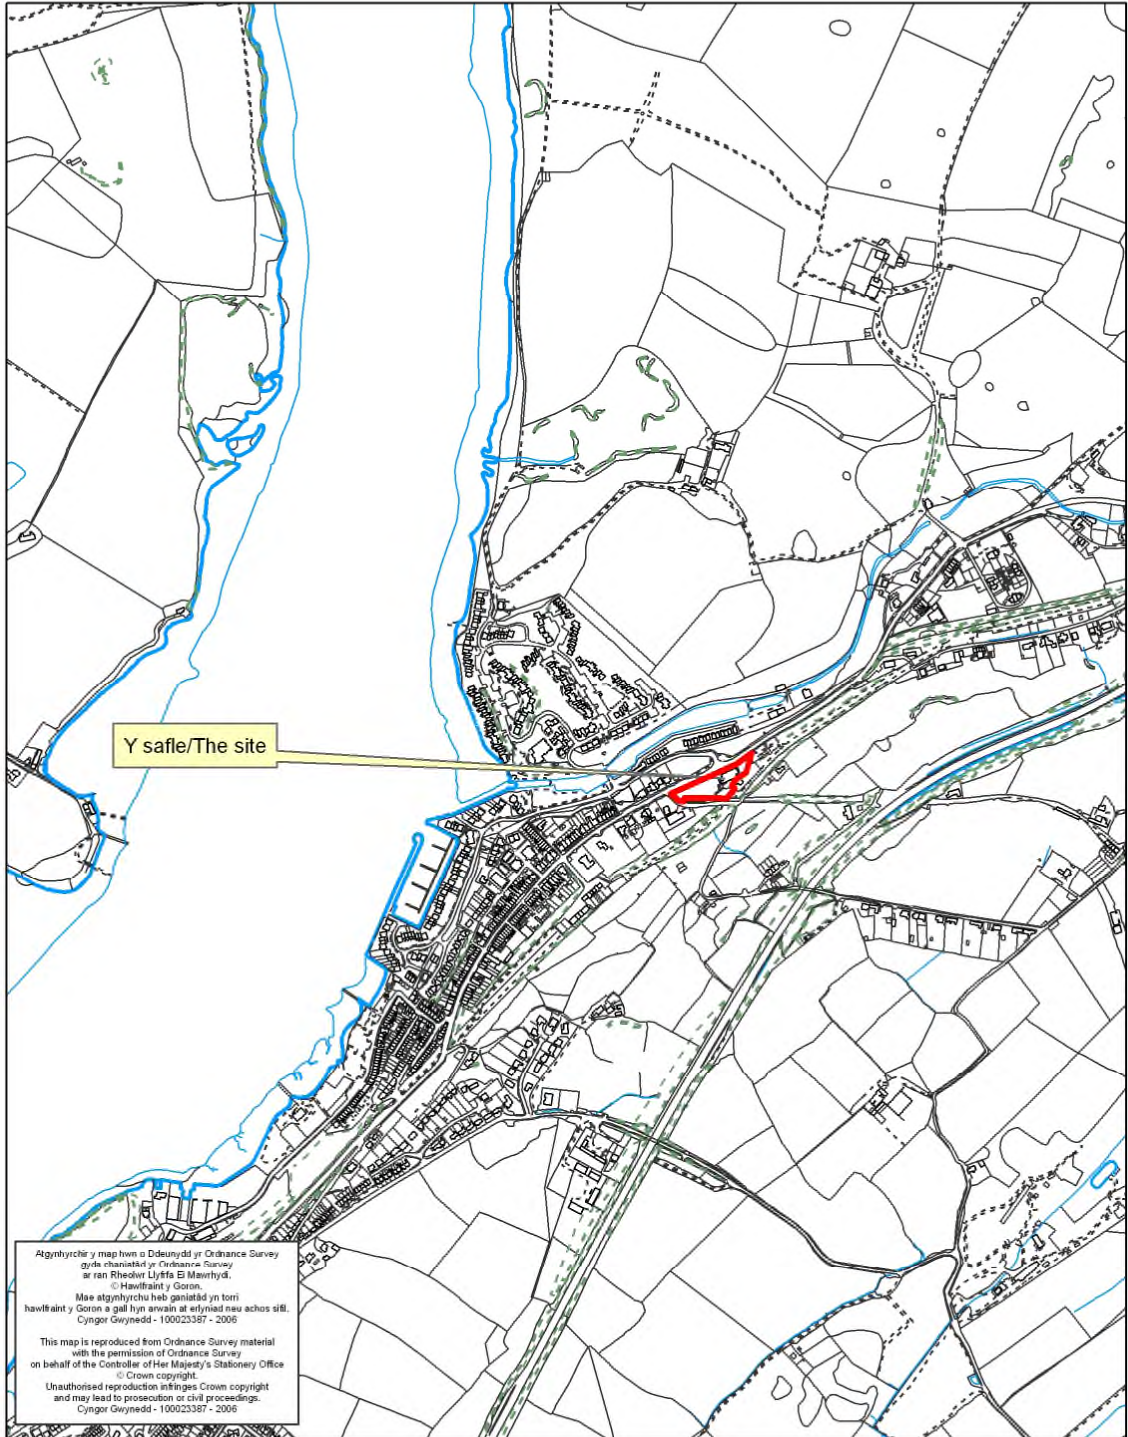 Y safle/The site
Atgynhyrchir y map hwn o Ddeunydd yr Ordnance Survey
gyda chaniatâd yr Ordnance Survey
ar ran Rheolwr Llyfrfa Ei Mawrhydi.
© Hawlfraint y Goron.
Mae atgynhyrchu heb ganiatâd yn torri
hawlfraint y Goron a gall hyn arwain at erlyniad neu achos sifil.
Cyngor Gwynedd - 100023387 - 2006
This map is reproduced from Ordnance Survey material
with the permission of Ordnance Survey
on behalf of the Controller of Her Majesty's Stationery Office
© Crown copyright.
Unauthorised reproduction infringes Crown copyright
and may lead to prosecution or civil proceedings.
Cyngor Gwynedd - 100023387 - 2006